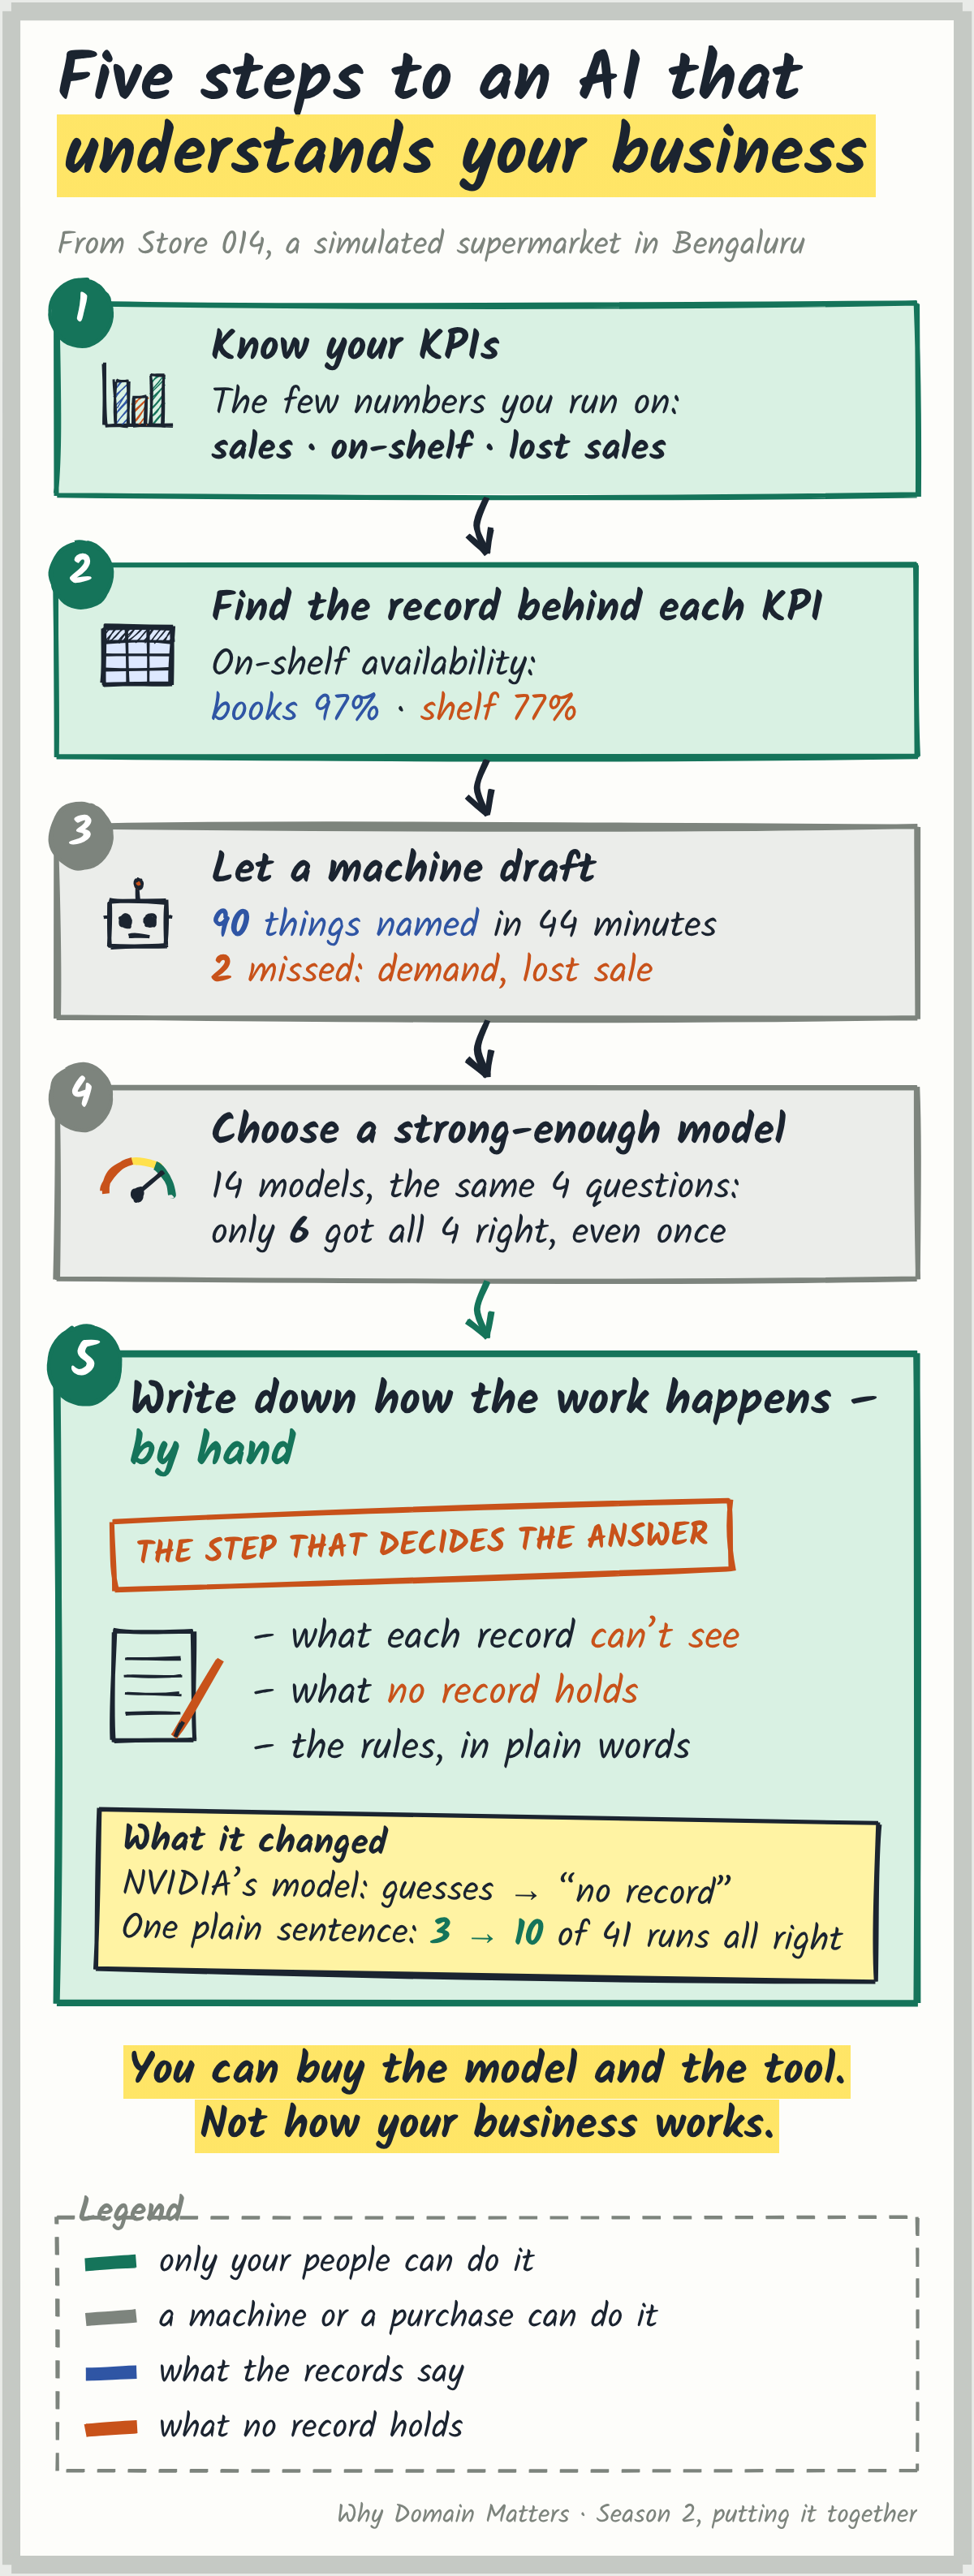 Five steps to an AI that
understands your business
From Store 014, a simulated supermarket in Bengaluru
1
Know your KPIs
The few numbers you run on:
sales · on-shelf · lost sales
2
Find the record behind each KPI
On-shelf availability:
books 97% · shelf 77%
3
Let a machine draft
90 things named in 44 minutes
2 missed: demand, lost sale
4
Choose a strong-enough model
14 models, the same 4 questions:
only 6 got all 4 right, even once
5
Write down how the work happens –
by hand
THE STEP THAT DECIDES THE ANSWER
– what each record can’t see
– what no record holds
– the rules, in plain words
What it changed
NVIDIA’s model: guesses → “no record”
One plain sentence: 3 → 10 of 41 runs all right
You can buy the model and the tool.
Not how your business works.
Legend
only your people can do it
a machine or a purchase can do it
what the records say
what no record holds
Why Domain Matters · Season 2, putting it together